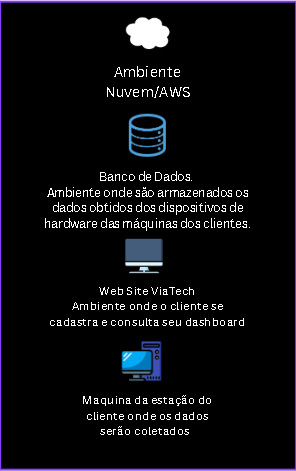 Ambiente
Nuvem/AWS
Banco de Dados.
Ambiente onde são armazenados os
dados obtidos dos dispositivos de
hardware das máquinas dos clientes.
Web Site ViaTech
Ambiente onde o cliente se
cadastra e consulta seu dashboard
Maquina da estação do
cliente onde os dados
serão coletados